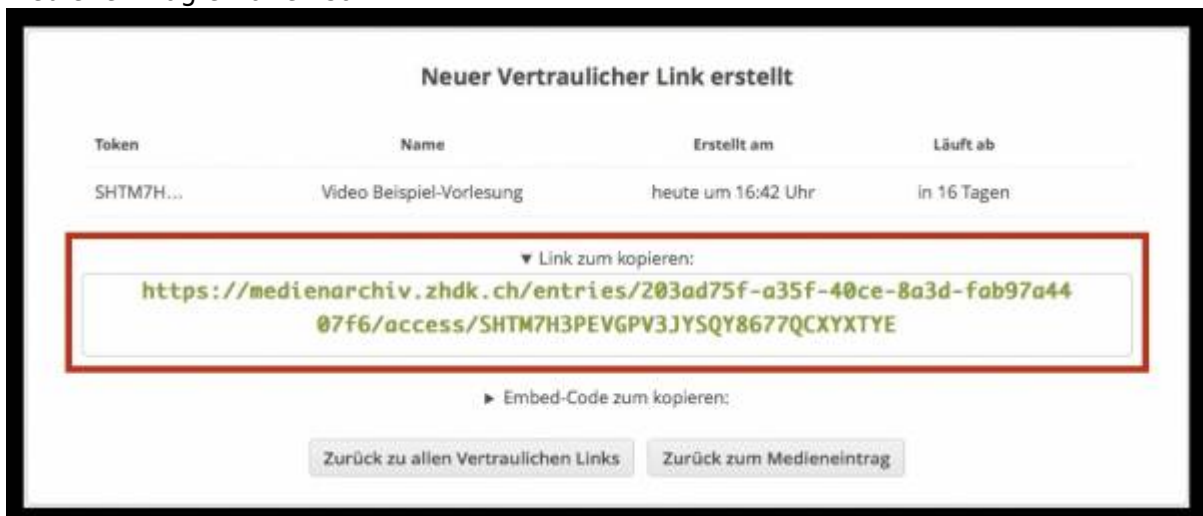 Neuer Vertraulicher Link erstellt
Token Name Erstellt am Läuft ab
SHTM7H... Video Beispiel-Vorlesung heute um 16:42 Uhr in 16 Tagen
▼ Link zum kopieren:
https://medienarchiv.zhdk.ch/entries/203ad75f-a35f-40ce-8a3d-fab97a44
07f6/access/SHTM7H3PEVGPV3JYSQY8677QCXYXTYE
► Embed-Code zum kopieren:
Zurück zu allen Vertraulichen Links Zurück zum Medieneintrag